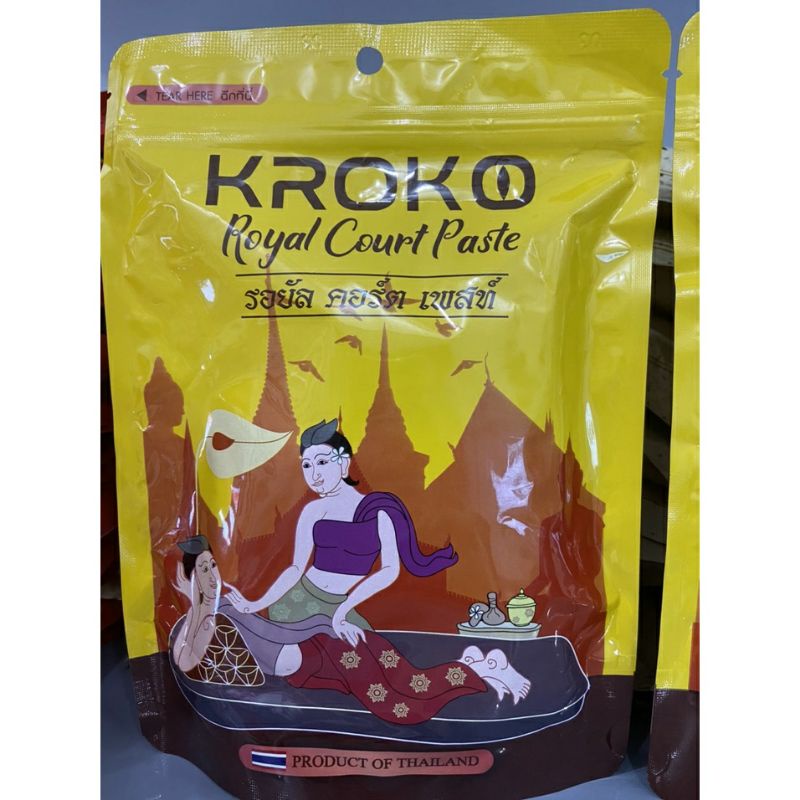 TEAR HERE ฉีกที่นี่
KROKO
Royal Court Paste
รอยัล คอร์ต เพสท์
PRODUCT OF THAILAND